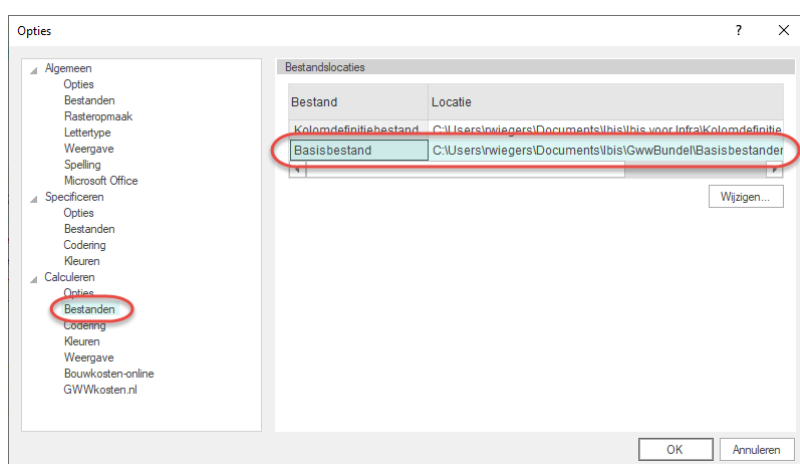 Opties
?
Algemeen
Opties
Bestanden
Rasteropmaak
Lettertype
Weergave
Spelling
Microsoft Office
Specificeren
Opties
Bestanden
Codering
Kleuren
Calculeren
Opties
Bestanden
Codering
Kleuren
Weergave
Bouwkosten-online
GWWkosten.nl
Bestandslocaties
Bestand Locatie
Kolomdefinitiebestand C:\Users\rwiegers\Documents\Ibis\Ibis voor Infra\Kolomdefinitie
Basisbestand C:\Users\rwiegers\Documents\Ibis\GwwBundel\Basisbestanden
Wijzigen...
OK Annuleren